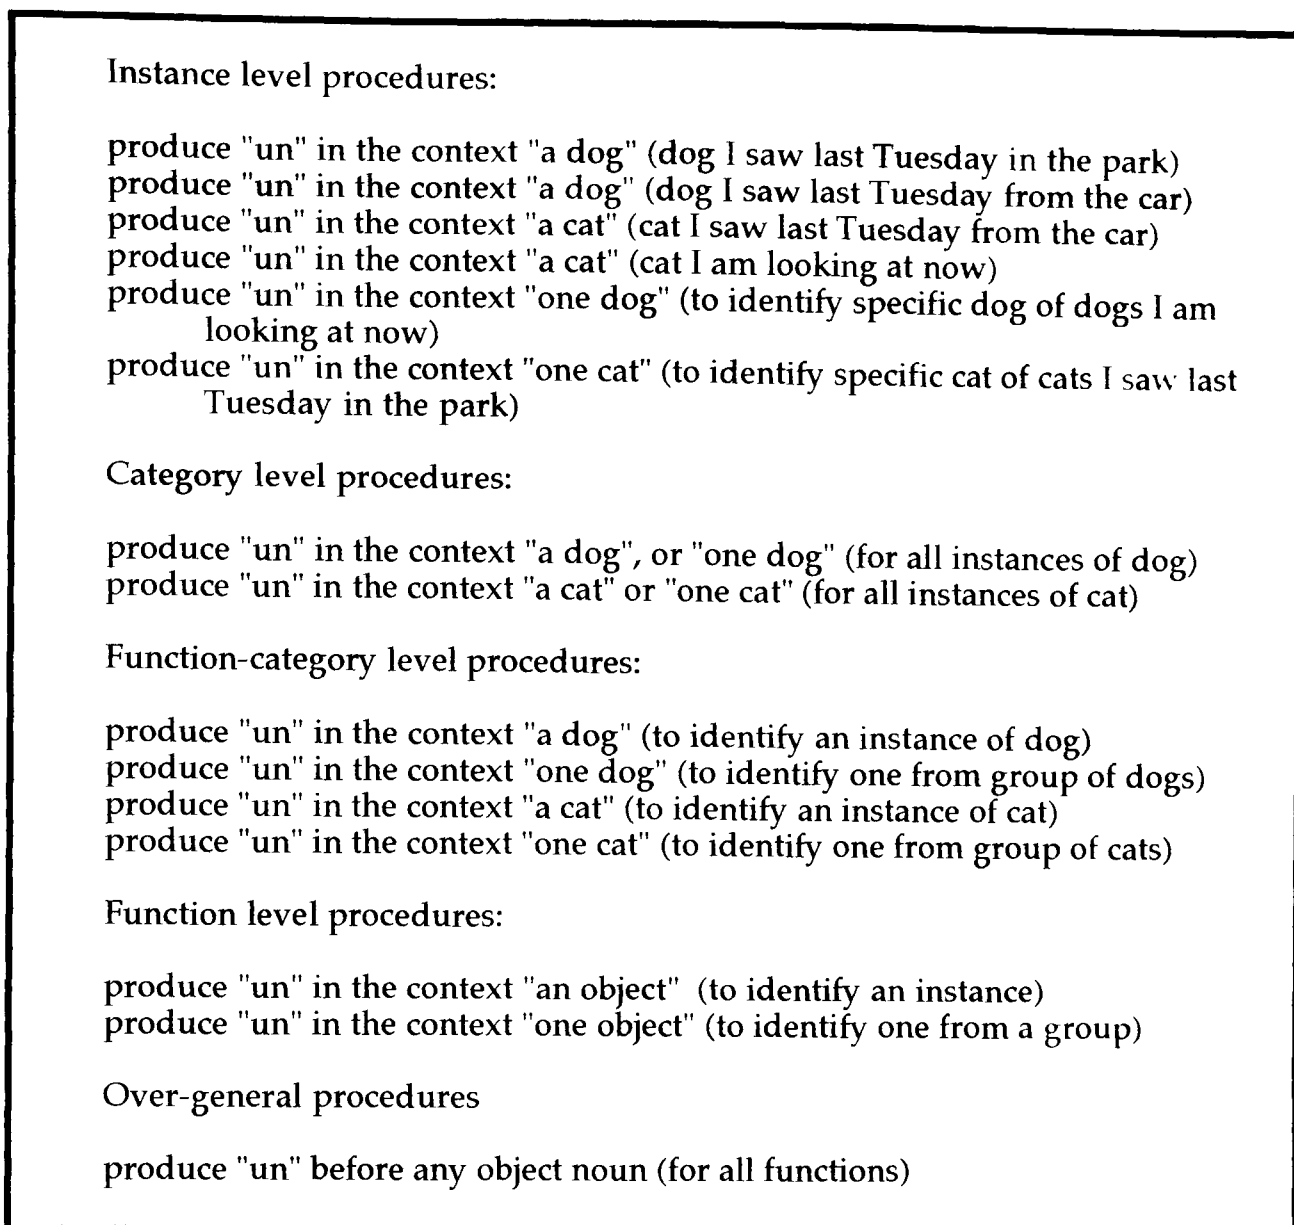 Instance level procedures:
produce "un" in the context "a dog" (dog I saw last Tuesday in the park)
produce "un" in the context "a dog" (dog I saw last Tuesday from the car)
produce "un" in the context "a cat" (cat I saw last Tuesday from the car)
produce "un" in the context "a cat" (cat I am looking at now)
produce "un" in the context "one dog" (to identify specific dog of dogs I am
looking at now)
produce "un" in the context "one cat" (to identify specific cat of cats I saw last
Tuesday in the park)
Category level procedures:
produce "un" in the context "a dog", or "one dog" (for all instances of dog)
produce "un" in the context "a cat" or "one cat" (for all instances of cat)
Function-category level procedures:
produce "un" in the context "a dog" (to identify an instance of dog)
produce "un" in the context "one dog" (to identify one from group of dogs)
produce "un" in the context "a cat" (to identify an instance of cat)
produce "un" in the context "one cat" (to identify one from group of cats)
Function level procedures:
produce "un" in the context "an object" (to identify an instance)
produce "un" in the context "one object" (to identify one from a group)
Over-general procedures
produce "un" before any object noun (for all functions)